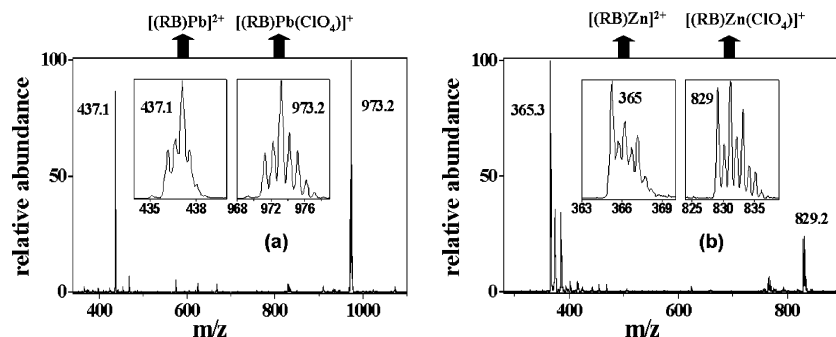 [(RB)Pb]²⁺ [(RB)Pb(ClO₄)]⁺
100
50
0
relative abundance
437.1
973.2
437.1
973.2
435 438
968 972 976
(a)
400 600 800 1000
m/z
[(RB)Zn]²⁺ [(RB)Zn(ClO₄)]⁺
100
50
0
relative abundance
365.3
829.2
365
829
363 366 369
825 830 835
(b)
400 600 800
m/z